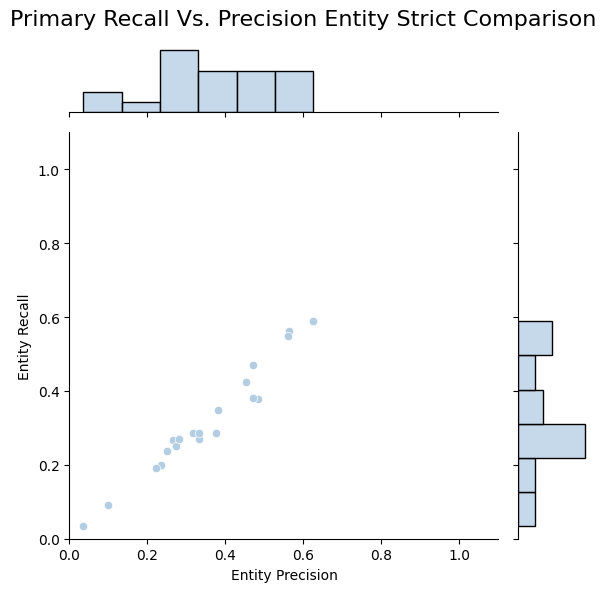 Primary Recall Vs. Precision Entity Strict Comparison
1.0
0.8
0.6
0.4
0.2
0.0
Entity Recall
0.0 0.2 0.4 0.6 0.8 1.0
Entity Precision